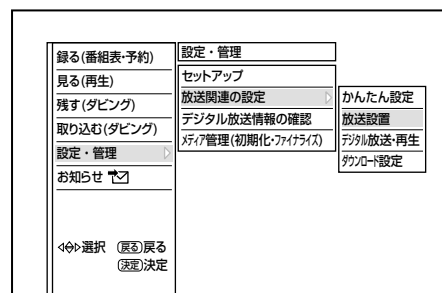 録る(番組表･予約)
見る(再生)
残す(ダビング)
取り込む(ダビング)
設定・管理
お知らせ
選択 戻る戻る
決定決定
設定・管理
セットアップ
放送関連の設定
デジタル放送情報の確認
メディア管理(初期化･ファイナライズ)
かんたん設定
放送設置
デジタル放送・再生
ダウンロード設定